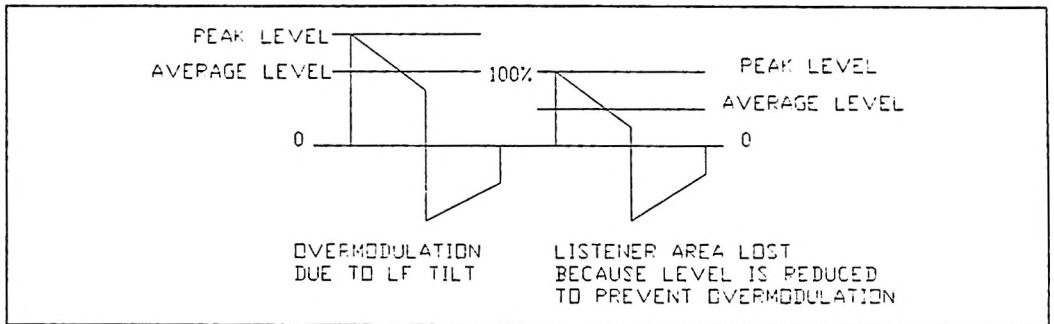 PEAK LEVEL
AVERAGE LEVEL
100%
PEAK LEVEL
AVERAGE LEVEL
0
0
OVERMODULATION
DUE TO LF TILT
LISTENER AREA LOST
BECAUSE LEVEL IS REDUCED
TO PREVENT OVERMODULATION